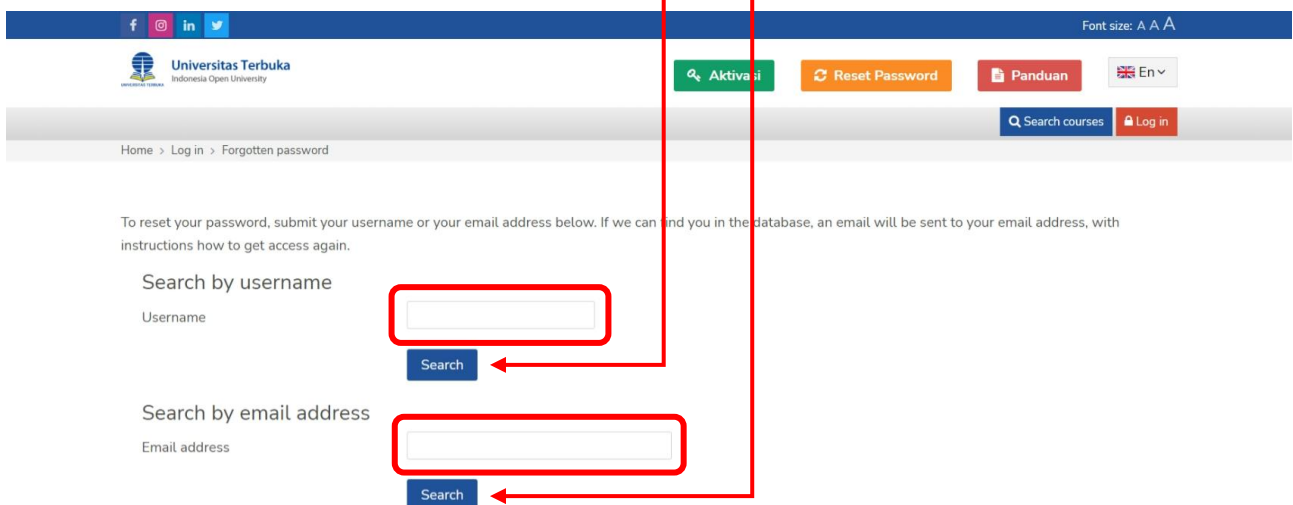 Font size: A A A
Universitas Terbuka
Indonesia Open University
UNIVERSITAS TERBUKA
Aktivasi
Reset Password
Panduan
En
Search courses
Log in
Home > Log in > Forgotten password
To reset your password, submit your username or your email address below. If we can find you in the database, an email will be sent to your email address, with
instructions how to get access again.
Search by username
Username
Search
Search by email address
Email address
Search